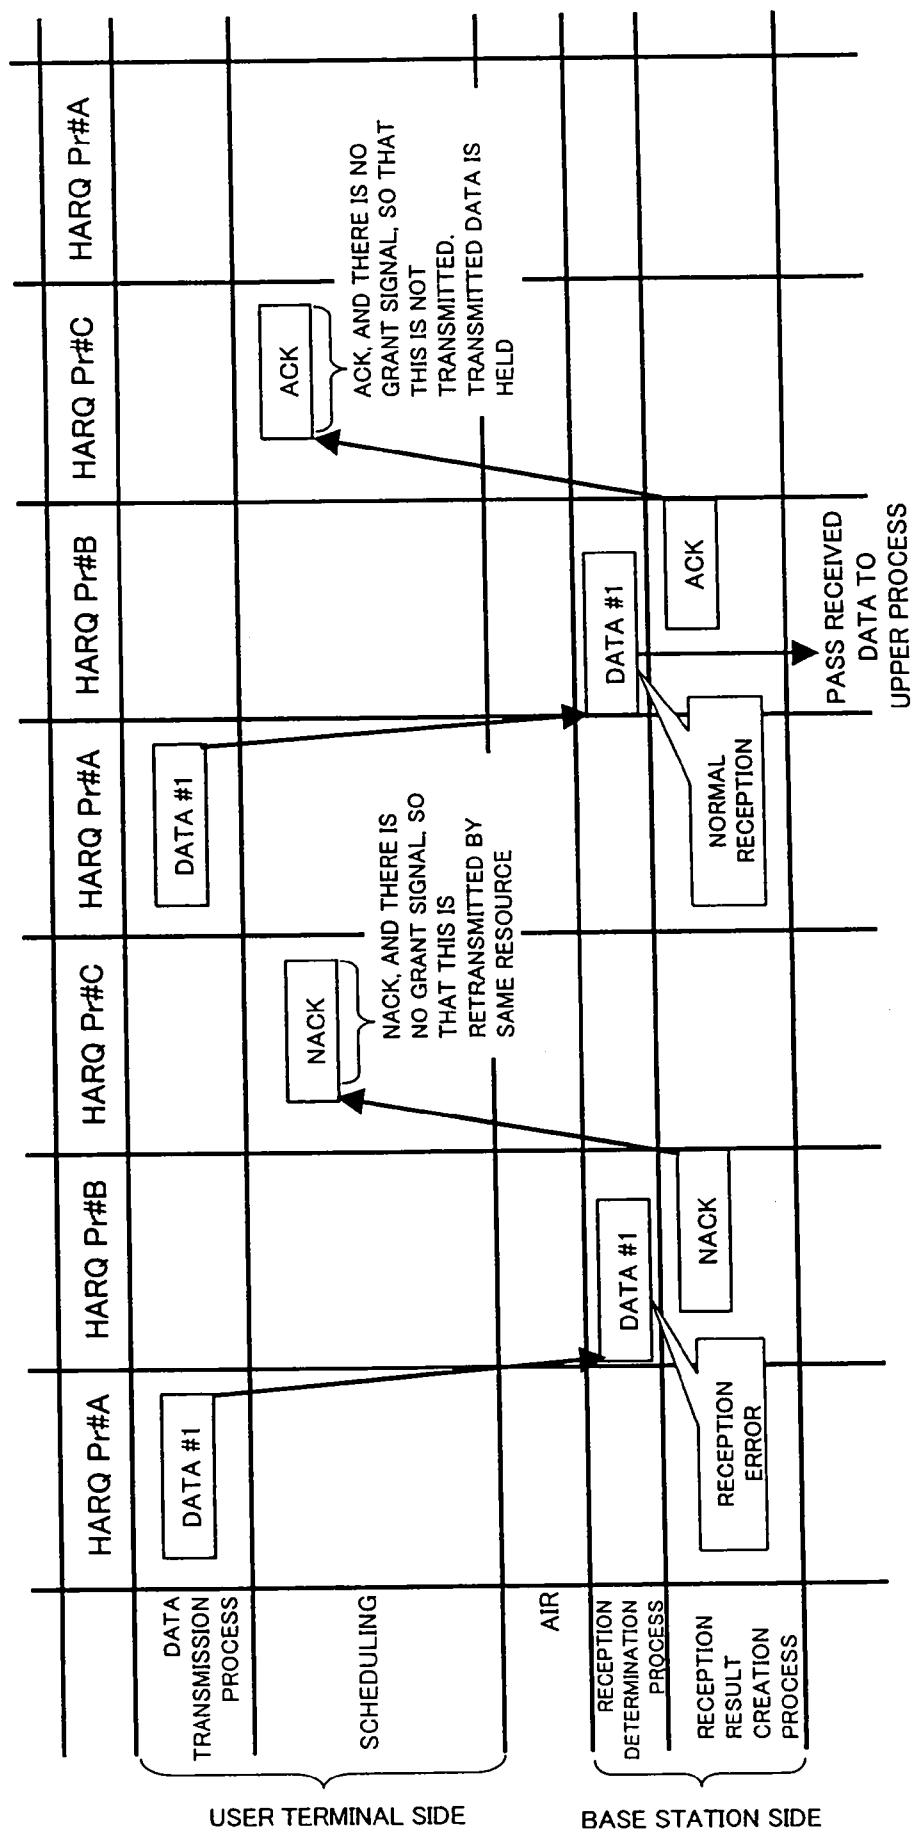 HARQ Pr#A
HARQ Pr#B
HARQ Pr#C
HARQ Pr#A
HARQ Pr#B
HARQ Pr#C
HARQ Pr#A
DATA
TRANSMISSION
PROCESS
DATA #1
DATA #1
SCHEDULING
NACK
NACK, AND THERE IS
NO GRANT SIGNAL, SO
THAT THIS IS
RETRANSMITTED BY
SAME RESOURCE
ACK
ACK, AND THERE IS NO
GRANT SIGNAL, SO THAT
THIS IS NOT
TRANSMITTED.
TRANSMITTED DATA IS
HELD
AIR
RECEPTION
DETERMINATION
PROCESS
DATA #1
DATA #1
RECEPTION
RESULT
CREATION
PROCESS
RECEPTION
ERROR
NACK
NORMAL
RECEPTION
ACK
PASS RECEIVED
DATA TO
UPPER PROCESS
USER TERMINAL SIDE
BASE STATION SIDE